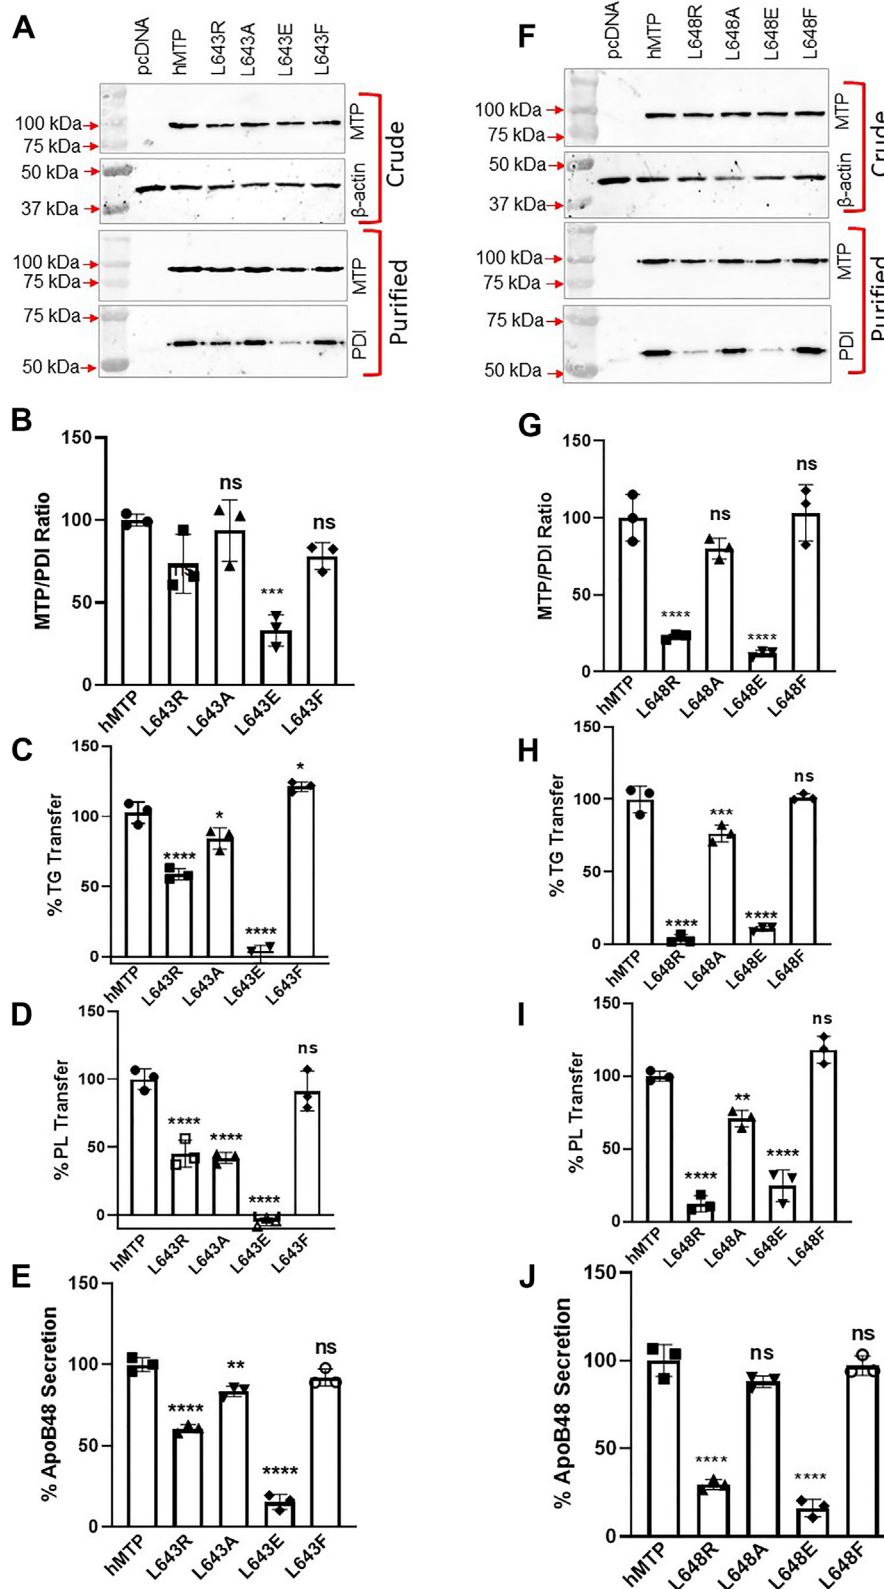 A
pcDNA
hMTP
L643R
L643A
L643E
L643F
100 kDa
75 kDa
MTP
50 kDa
37 kDa
β-actin
Crude
100 kDa
75 kDa
MTP
75 kDa
50 kDa
PDI
Purified
B
MTP/PDI Ratio
150
100
50
0
ns
ns
***
ns
hMTP
L643R
L643A
L643E
L643F
C
% TG Transfer
150
100
50
0
****
*
****
*
hMTP
L643R
L643A
L643E
L643F
D
% PL Transfer
150
100
50
0
****
****
****
ns
hMTP
L643R
L643A
L643E
L643F
E
% ApoB48 Secretion
150
100
50
0
****
**
****
ns
hMTP
L643R
L643A
L643E
L643F
F
pcDNA
hMTP
L648R
L648A
L648E
L648F
100 kDa
75 kDa
MTP
50 kDa
37 kDa
β-actin
Crude
100 kDa
75 kDa
MTP
75 kDa
50 kDa
PDI
Purified
G
MTP/PDI Ratio
150
100
50
0
****
ns
****
ns
hMTP
L648R
L648A
L648E
L648F
H
% TG Transfer
150
100
50
0
****
***
****
ns
hMTP
L648R
L648A
L648E
L648F
I
% PL Transfer
150
100
50
0
****
**
****
ns
hMTP
L648R
L648A
L648E
L648F
J
% ApoB48 Secretion
150
100
50
0
****
ns
****
ns
hMTP
L648R
L648A
L648E
L648F